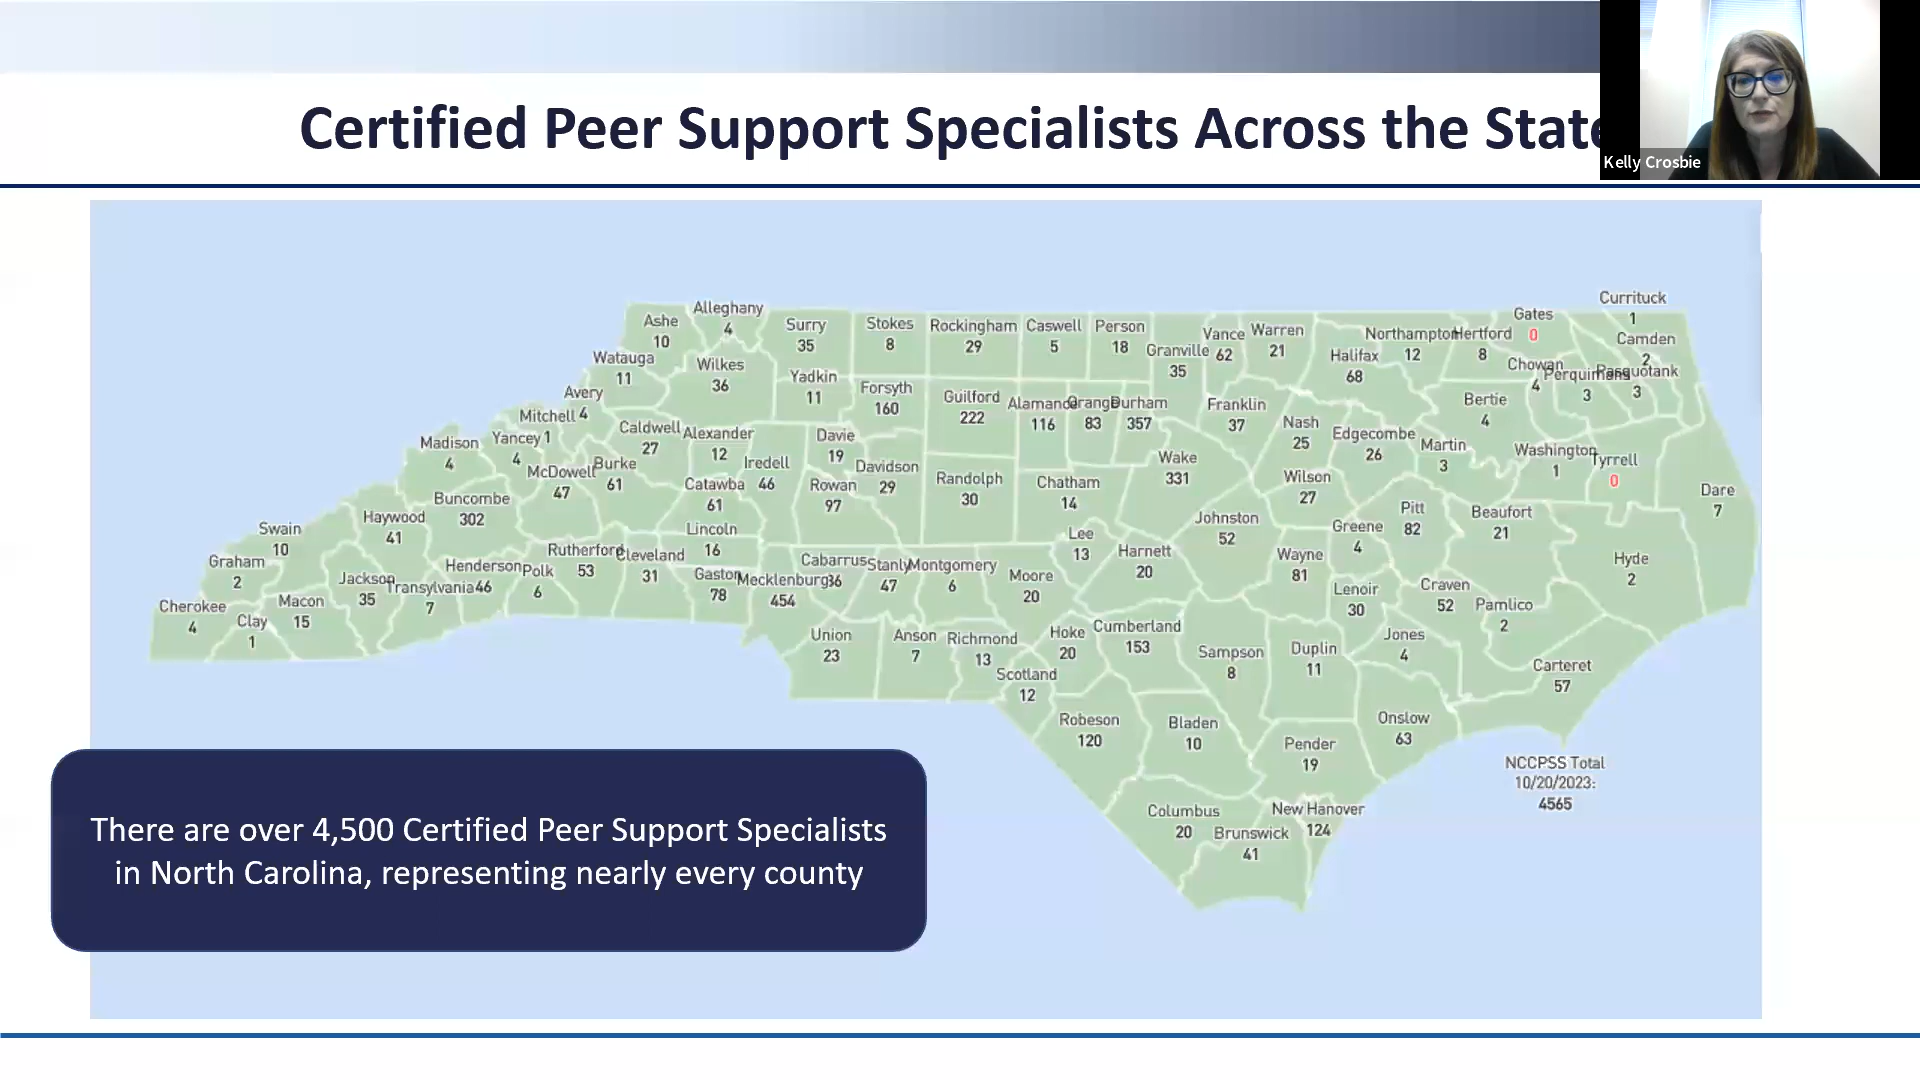 Certified Peer Support Specialists Across the State
Kelly Crosbie
Currituck
1
Alleghany
4
Gates
0
Ashe
10
Surry
35
Stokes
8
Rockingham
29
Caswell
5
Person
18
Vance
62
Warren
21
Northampton
12
Hertford
8
Camden
2
Granville
35
Halifax
68
Watauga
11
Wilkes
36
Chowan
4
Perquimans
3
Pasquotank
3
Yadkin
11
Forsyth
160
Avery
4
Guilford
222
Alamance
116
Orange
83
Durham
357
Franklin
37
Bertie
4
Mitchell
1
Nash
25
Caldwell
27
Alexander
12
Davie
19
Edgecombe
26
Yancey
4
Madison
4
Martin
3
Washington
1
Tyrrell
0
McDowell
47
Burke
61
Iredell
46
Davidson
29
Wake
331
Catawba
61
Rowan
97
Randolph
30
Chatham
14
Wilson
27
Dare
7
Buncombe
302
Haywood
41
Pitt
82
Beaufort
21
Johnston
52
Swain
10
Lincoln
16
Greene
4
Lee
13
Rutherford
53
Cleveland
31
Harnett
20
Wayne
81
Hyde
2
Graham
2
Henderson
46
Polk
6
Gaston
78
Mecklenburg
454
Cabarrus
36
Stanly
47
Montgomery
6
Moore
20
Jackson
35
Transylvania
7
Lenoir
30
Craven
52
Macon
15
Cherokee
4
Clay
1
Pamlico
2
Union
23
Anson
7
Richmond
13
Hoke
20
Cumberland
153
Jones
4
Sampson
8
Duplin
11
Carteret
57
Scotland
12
Robeson
120
Bladen
10
Onslow
63
Pender
19
NCCPSS Total
10/20/2023:
4565
Columbus
20
New Hanover
124
Brunswick
41
There are over 4,500 Certified Peer Support Specialists
in North Carolina, representing nearly every county